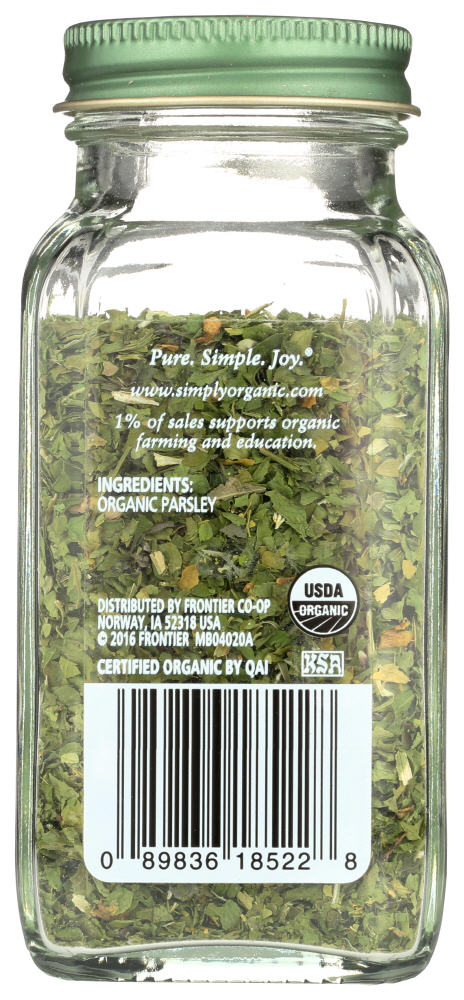 Pure. Simple. Joy.®
www.simplyorganic.com
1% of sales supports organic
farming and education.
INGREDIENTS:
ORGANIC PARSLEY
DISTRIBUTED BY FRONTIER CO-OP
NORWAY, IA 52318 USA
© 2016 FRONTIER MB04020A
CERTIFIED ORGANIC BY QAI
USDA
ORGANIC
KSA
0 89836 18522 8